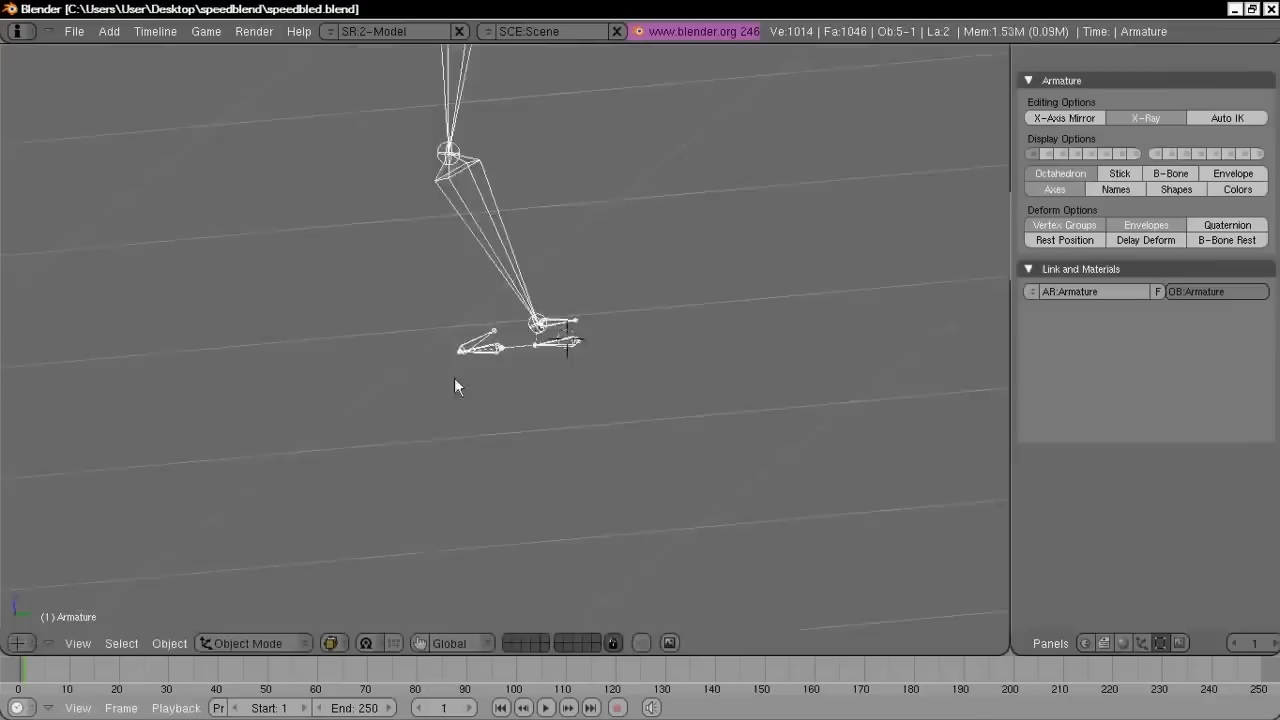 Blender [C:\Users\User\Desktop\speedblend\speedbled.blend]
File Add Timeline Game Render Help SR:2-Model SCE:Scene www.blender.org 246 Ve:1014 | Fa:1046 | Ob:5-1 | La:2 | Mem:1.53M (0.09M) | Time: | Armature
Armature
Editing Options
X-Axis Mirror X-Ray Auto IK
Display Options
Octahedron Stick B-Bone Envelope
Axes Names Shapes Colors
Deform Options
Vertex Groups Envelopes Quaternion
Rest Position Delay Deform B-Bone Rest
Link and Materials
AR:Armature F OB:Armature
(1) Armature
View Select Object Object Mode Global Panels 1
0 10 20 30 40 50 60 70 80 90 100 110 120 130 140 150 160 170 180 190 200 210 220 230 240 250
View Frame Playback Pr Start: 1 End: 250 1